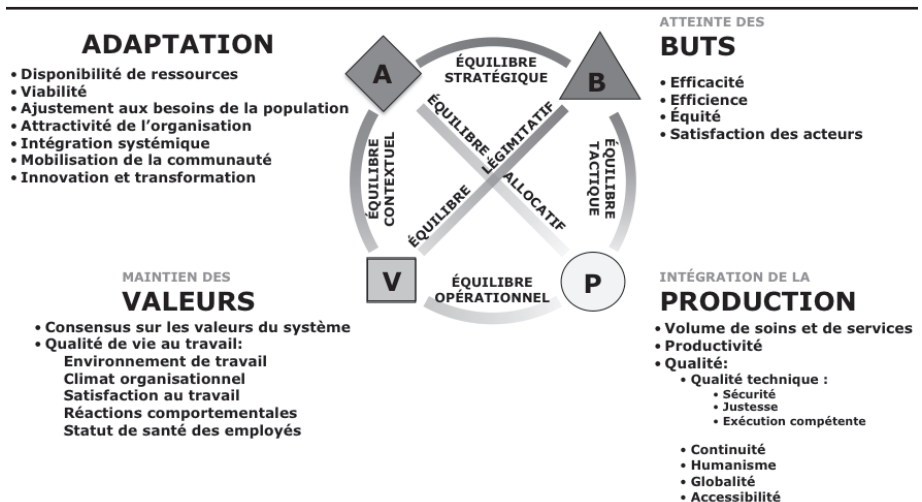 ADAPTATION
• Disponibilité de ressources
• Viabilité
• Ajustement aux besoins de la population
• Attractivité de l'organisation
• Intégration systémique
• Mobilisation de la communauté
• Innovation et transformation
A
ÉQUILIBRE
STRATÉGIQUE
B
ATTEINTE DES
BUTS
• Efficacité
• Efficience
• Équité
• Satisfaction des acteurs
ÉQUILIBRE
CONTEXTUEL
ÉQUILIBRE
ALLOCATIF
ÉQUILIBRE
LÉGIMITATIF
ÉQUILIBRE
TACTIQUE
V
ÉQUILIBRE
OPÉRATIONNEL
P
MAINTIEN DES
VALEURS
• Consensus sur les valeurs du système
• Qualité de vie au travail:
Environnement de travail
Climat organisationnel
Satisfaction au travail
Réactions comportementales
Statut de santé des employés
INTÉGRATION DE LA
PRODUCTION
• Volume de soins et de services
• Productivité
• Qualité:
• Qualité technique :
• Sécurité
• Justesse
• Exécution compétente
• Continuité
• Humanisme
• Globalité
• Accessibilité